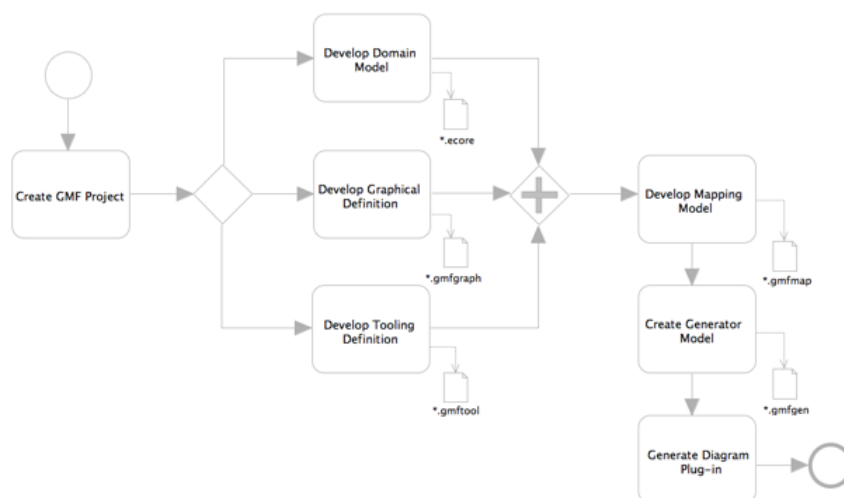 Develop Domain
Model
*.ecore
Create GMF Project
Develop Graphical
Definition
*.gmfgraph
Develop Mapping
Model
*.gmfmap
Develop Tooling
Definition
*.gmftool
Create Generator
Model
*.gmfgen
Generate Diagram
Plug-in